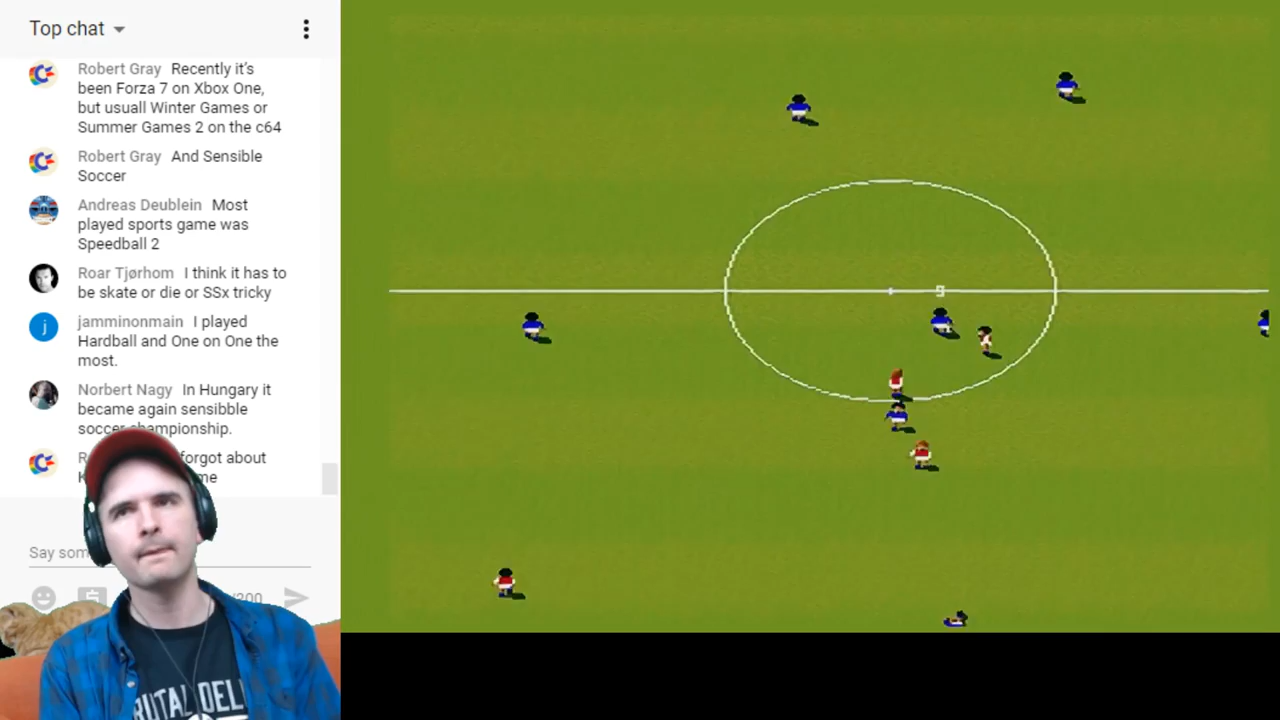 Top chat
Robert Gray Recently it's
been Forza 7 on Xbox One,
but usuall Winter Games or
Summer Games 2 on the c64
Robert Gray And Sensible
Soccer
Andreas Deublein Most
played sports game was
Speedball 2
Roar Tjørhom I think it has to
be skate or die or SSx tricky
jamminonmain I played
Hardball and One on One the
most.
Norbert Nagy In Hungary it
became again sensibble
soccer championship.
forgot about
Say
/200
9